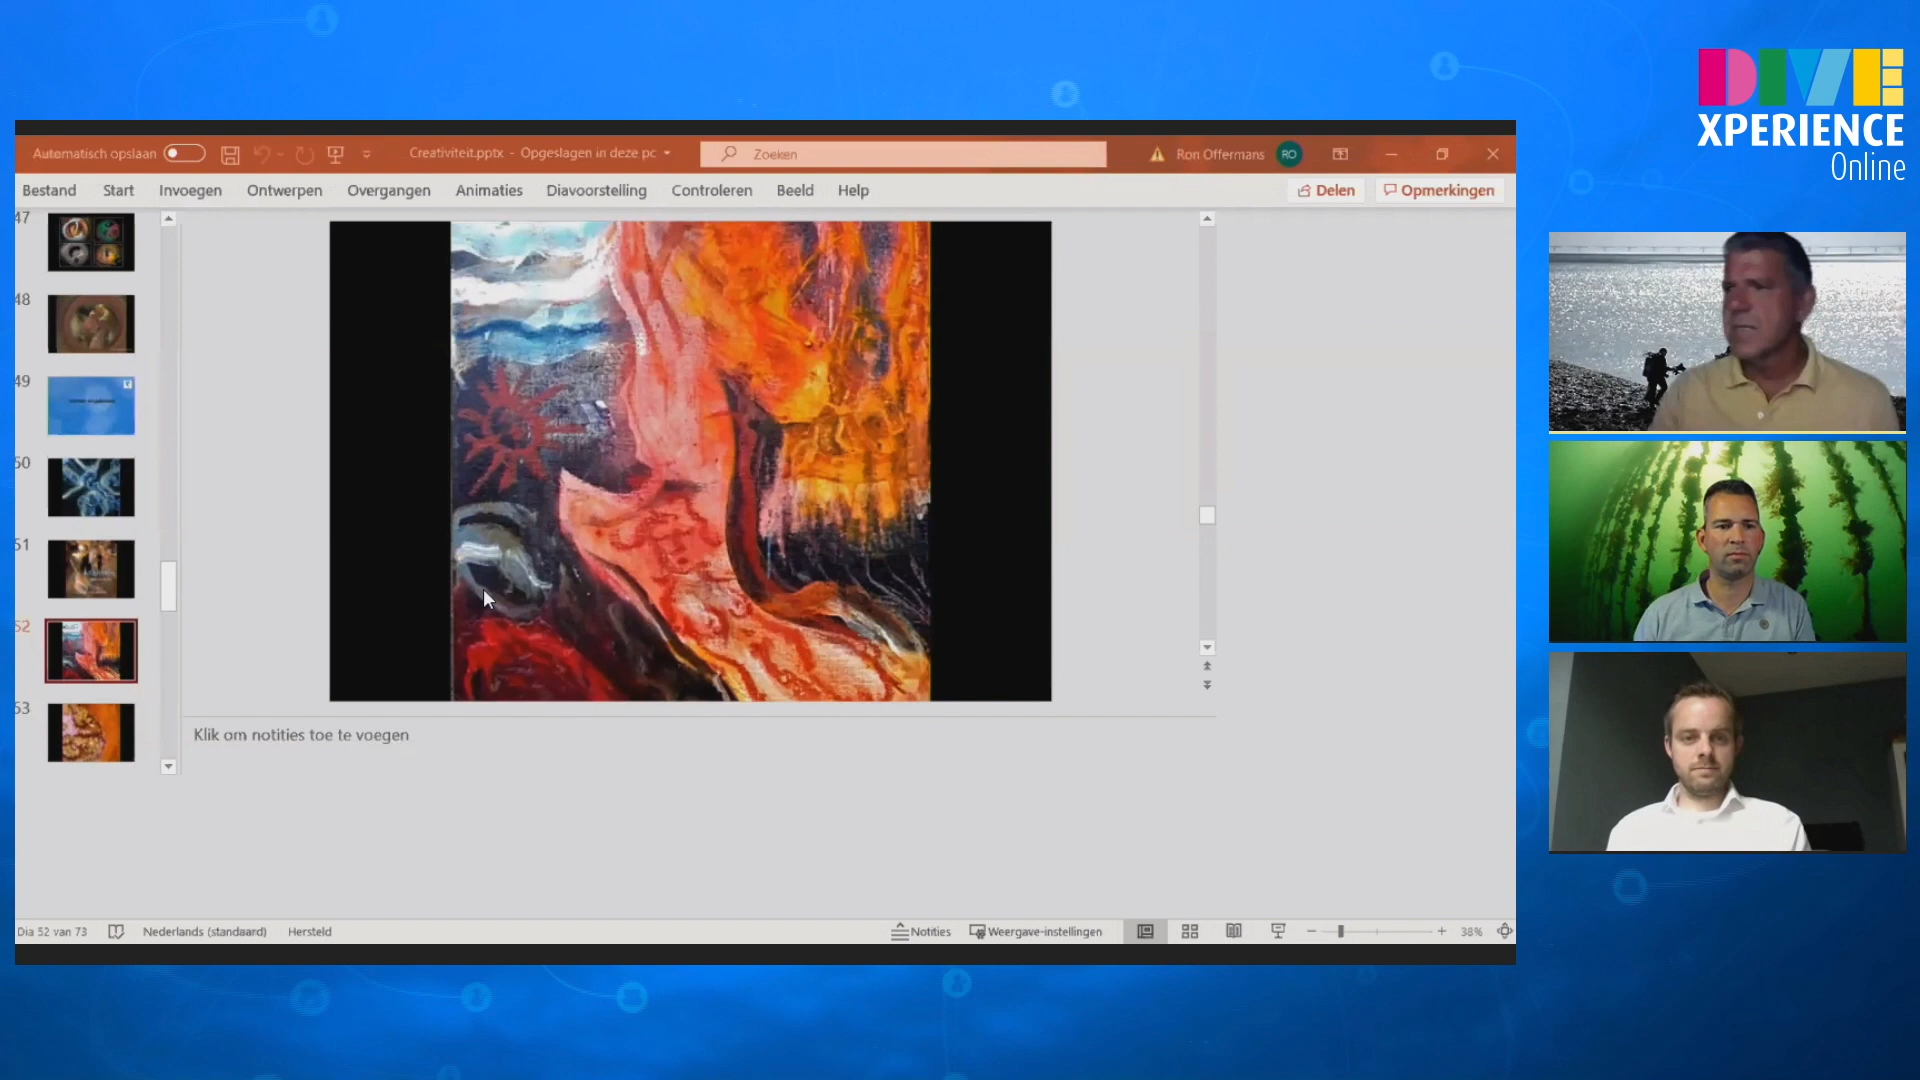 DIVE
XPERIENCE
Online
Automatisch opslaan
Creativiteit.pptx - Opgeslagen in deze pc
Zoeken
Ron Offermans
RO
Bestand Start Invoegen Ontwerpen Overgangen Animaties Diavoorstelling Controleren Beeld Help
Delen
Opmerkingen
47
48
49
50
51
52
53
Klik om notities toe te voegen
Dia 52 van 73
Nederlands (standaard)
Hersteld
Notities
Weergave-instellingen
38%